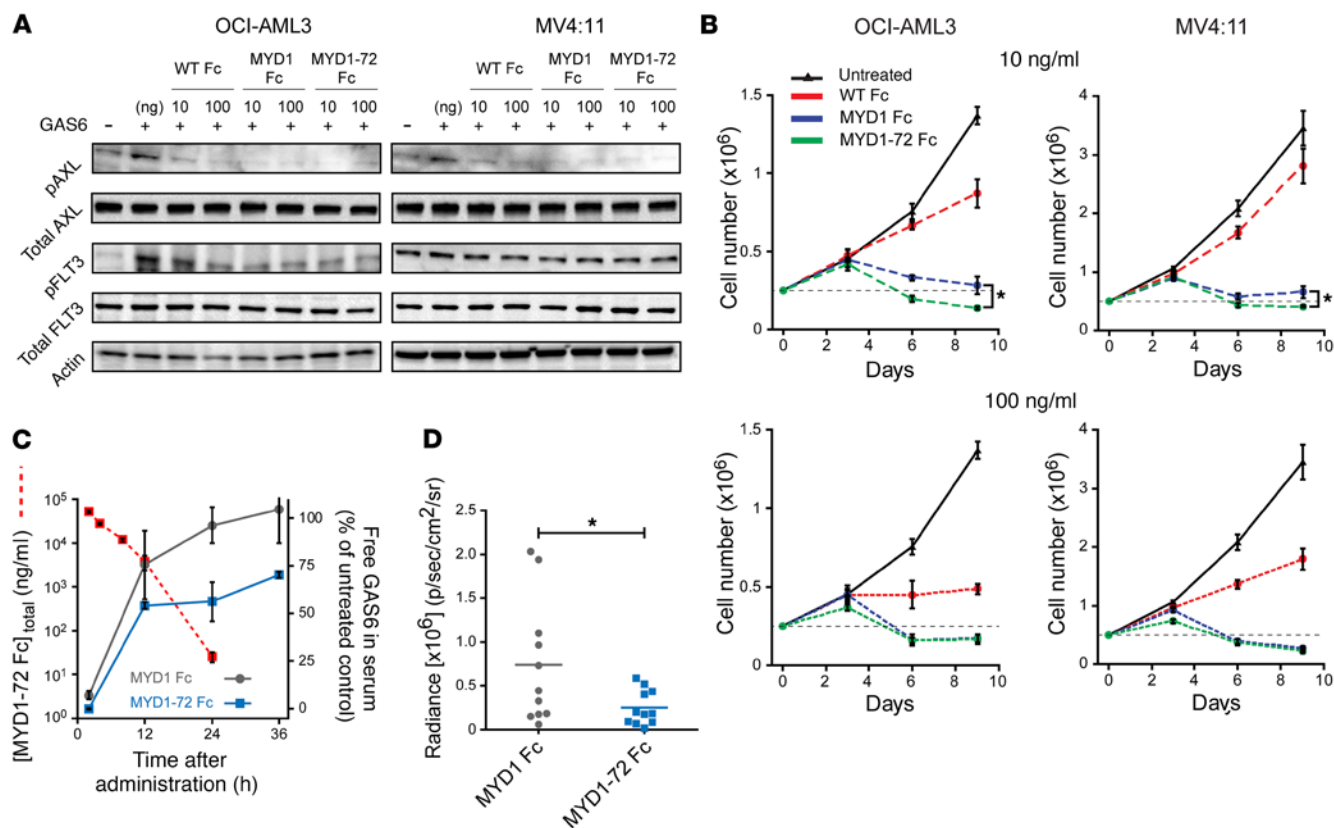 A
OCI-AML3
MV4:11
WT Fc
MYD1 Fc
MYD1-72 Fc
WT Fc
MYD1 Fc
MYD1-72 Fc
(ng) 10 100 10 100 10 100
(ng) 10 100 10 100 10 100
GAS6 – + + + + + + +
– + + + + + + +
pAXL
Total AXL
pFLT3
Total FLT3
Actin
B
OCI-AML3
MV4:11
10 ng/ml
Untreated
WT Fc
MYD1 Fc
MYD1-72 Fc
Cell number (x10⁶)
1.5
1
0.5
0
*
0 2 4 6 8 10
Days
Cell number (x10⁶)
4
3
2
1
0
*
0 2 4 6 8 10
Days
100 ng/ml
Cell number (x10⁶)
1.5
1
0.5
0
0 2 4 6 8 10
Days
Cell number (x10⁶)
4
3
2
1
0
0 2 4 6 8 10
Days
C
[MYD1-72 Fc]total (ng/ml)
10⁵
10⁴
10³
10²
10¹
10⁰
MYD1 Fc
MYD1-72 Fc
100
75
50
25
0
Free GAS6 in serum
(% of untreated control)
0 12 24 36
Time after
administration (h)
D
Radiance [x10⁶] (p/sec/cm2/sr)
2.5
2.0
1.5
1.0
0.5
0
*
MYD1 Fc
MYD1-72 Fc